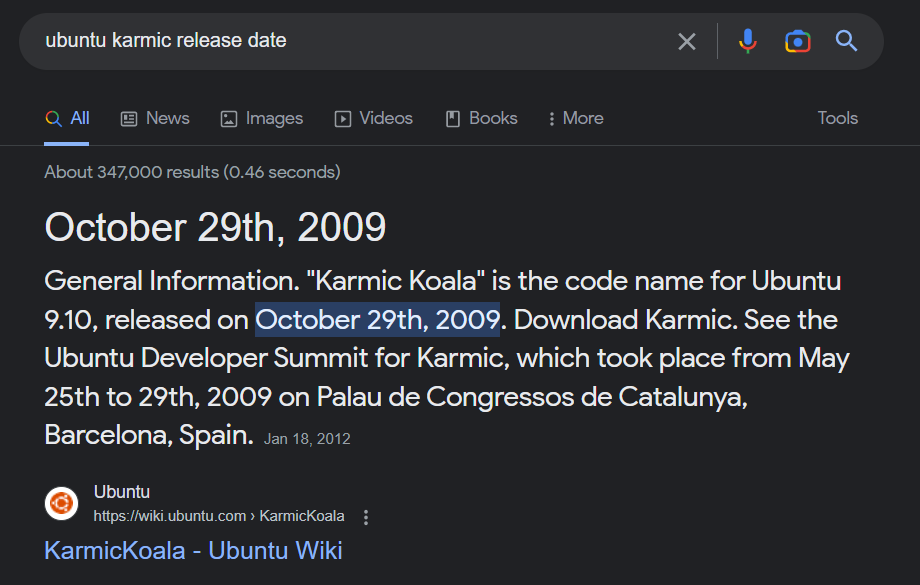 ubuntu karmic release date
All News Images Videos Books More Tools
About 347,000 results (0.46 seconds)
October 29th, 2009
General Information. "Karmic Koala" is the code name for Ubuntu
9.10, released on October 29th, 2009. Download Karmic. See the
Ubuntu Developer Summit for Karmic, which took place from May
25th to 29th, 2009 on Palau de Congressos de Catalunya,
Barcelona, Spain. Jan 18, 2012
Ubuntu
https://wiki.ubuntu.com › KarmicKoala
KarmicKoala - Ubuntu Wiki